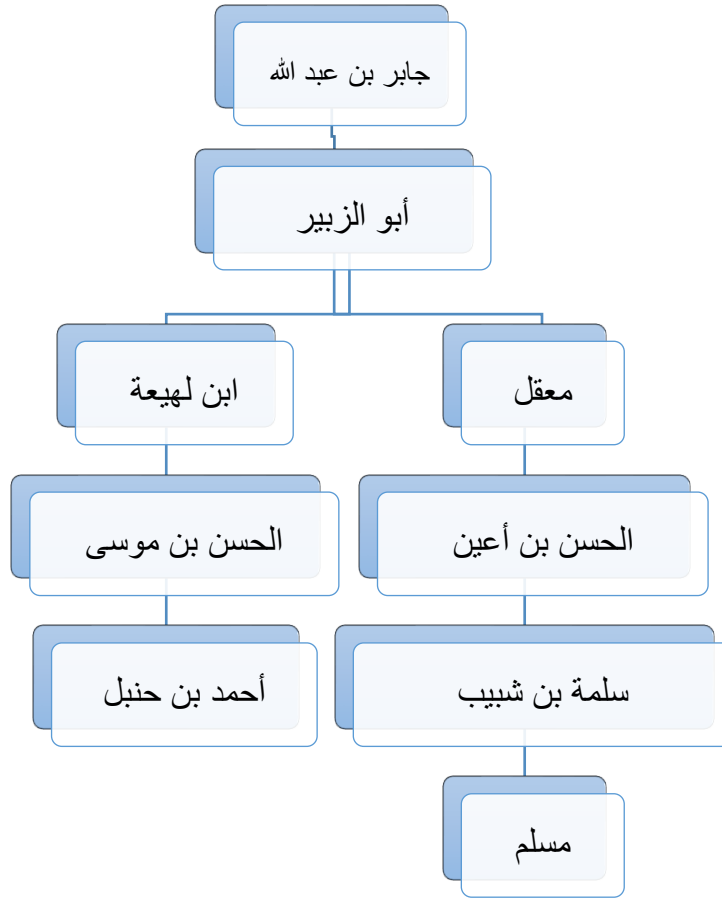 جابر بن عبد الله
أبو الزبير
معقل
ابن لهيعة
الحسن بن أعين
الحسن بن موسى
سلمة بن شبيب
أحمد بن حنبل
مسلم